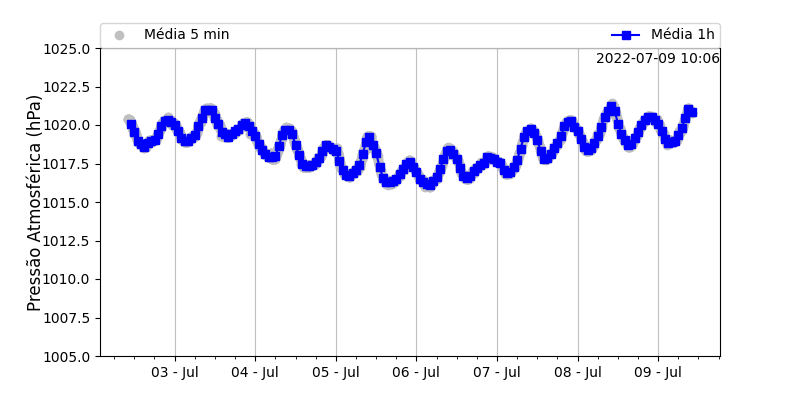 Média 5 min
Média 1h
2022-07-09 10:06
Pressão Atmosférica (hPa)
1025.0
1022.5
1020.0
1017.5
1015.0
1012.5
1010.0
1007.5
1005.0
03 - Jul
04 - Jul
05 - Jul
06 - Jul
07 - Jul
08 - Jul
09 - Jul